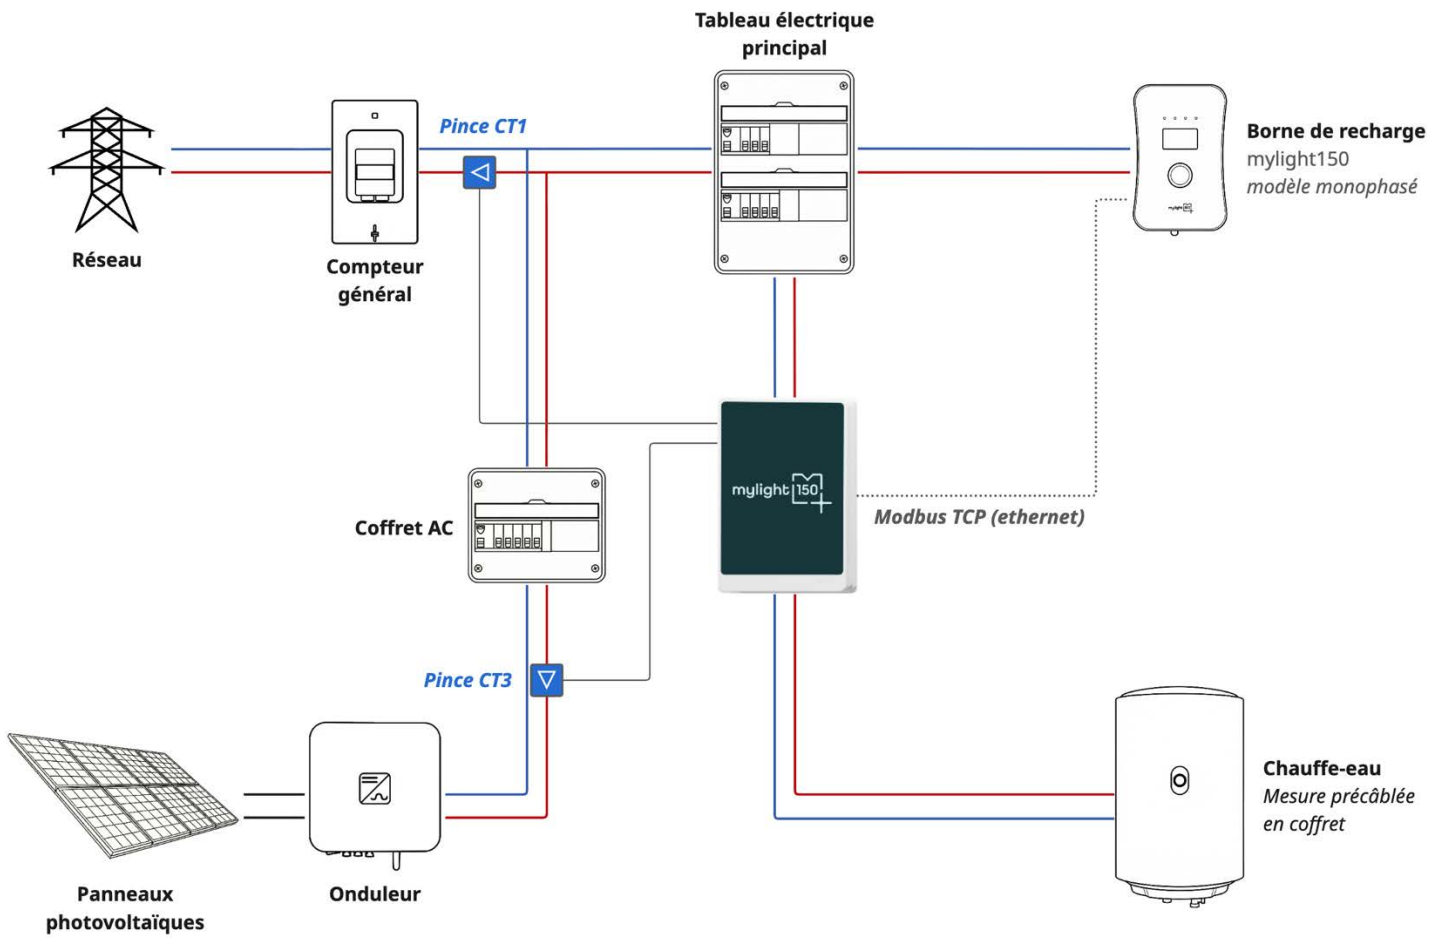 Tableau électrique
principal
Pince CT1
Borne de recharge
mylight150
modèle monophasé
Réseau
Compteur
général
mylight 150
Modbus TCP (ethernet)
Coffret AC
Pince CT3
Chauffe-eau
Mesure précâblée
en coffret
Panneaux
photovoltaïques
Onduleur